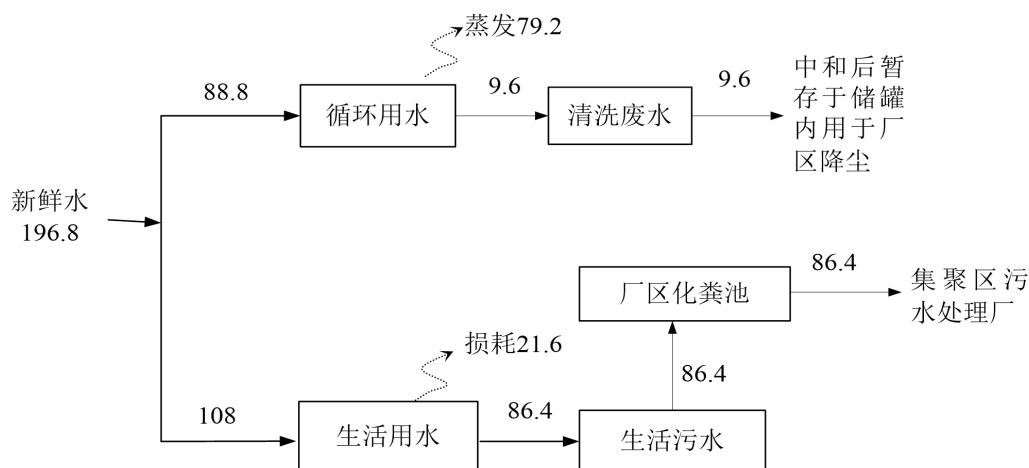 蒸发79.2
88.8
循环用水
9.6
清洗废水
9.6
中和后暂
存于储罐
内用于厂
区降尘
新鲜水
196.8
厂区化粪池
86.4
集聚区污
水处理厂
损耗21.6
86.4
108
生活用水
86.4
生活污水